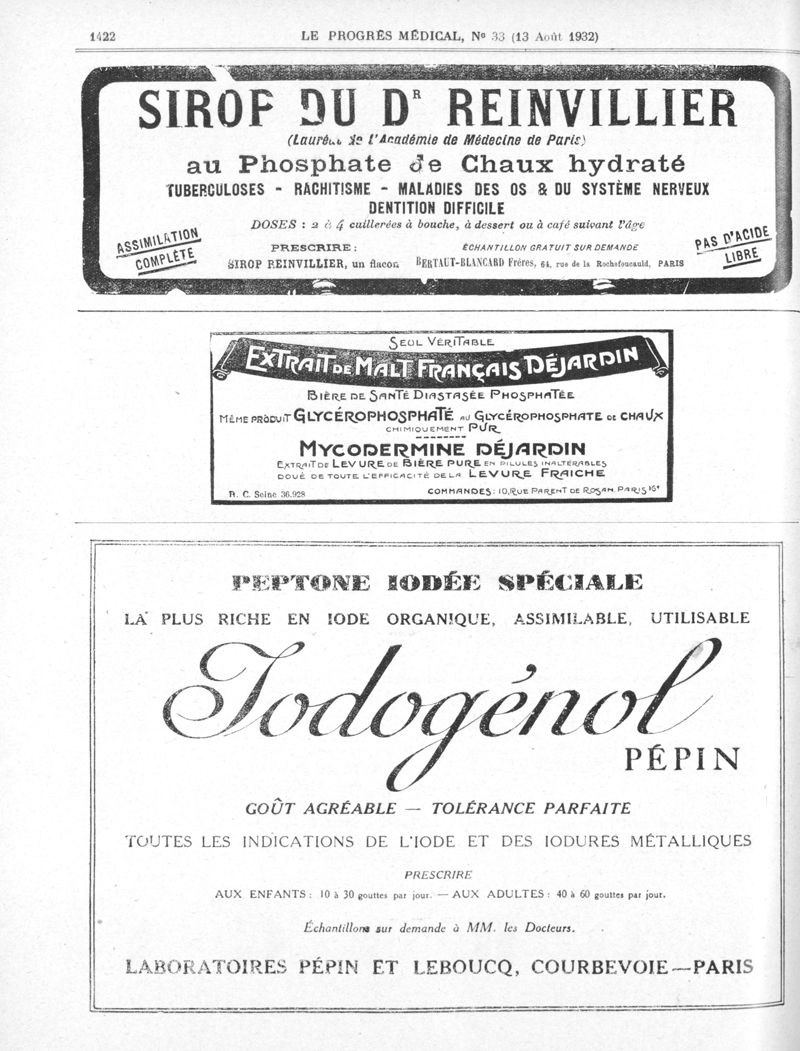 1422 LE PROGRÈS MÉDICAL, No 33 (13 Août 1932)
SIROP DU Dr REINVILLIER
(Lauréat de l'Académie de Médecine de Paris)
au Phosphate de Chaux hydraté
TUBERCULOSES - RACHITISME - MALADIES DES OS & DU SYSTÈME NERVEUX
DENTITION DIFFICILE
DOSES : 2 à 4 cuillerées à bouche, à dessert ou à café suivant l'âge
ASSIMILATION
COMPLÈTE
PRESCRIRE :
SIROP REINVILLIER, un flacon
ÉCHANTILLON GRATUIT SUR DEMANDE
BERTAUT-BLANCARD Frères, 64, rue de la Rochefoucauld, PARIS
PAS D'ACIDE
LIBRE
SEUL VÉRITABLE
EXTRAIT DE MALT FRANÇAIS DÉJARDIN
BIÈRE DE SANTÉ DIASTASÉE PHOSPHATÉE
MÊME PRODUIT GLYCÉROPHOSPHATÉ AU GLYCÉROPHOSPHATE DE CHAUX
CHIMIQUEMENT PUR
MYCODERMINE DÉJARDIN
EXTRAIT DE LEVURE DE BIÈRE PURE EN PILULES INALTÉRABLES
DOUÉ DE TOUTE L'EFFICACITÉ DE LA LEVURE FRAICHE
R. C. Seine 36.928 COMMANDES : 10, RUE PARENT DE ROSAN. PARIS 16e
PEPTONE IODÉE SPÉCIALE
LA PLUS RICHE EN IODE ORGANIQUE, ASSIMILABLE, UTILISABLE
Iodogénol
PÉPIN
GOÛT AGRÉABLE — TOLÉRANCE PARFAITE
TOUTES LES INDICATIONS DE L'IODE ET DES IODURES MÉTALLIQUES
PRESCRIRE
AUX ENFANTS : 10 à 30 gouttes par jour. — AUX ADULTES : 40 à 60 gouttes par jour.
Échantillons sur demande à MM. les Docteurs.
LABORATOIRES PÉPIN ET LEBOUCQ, COURBEVOIE—PARIS